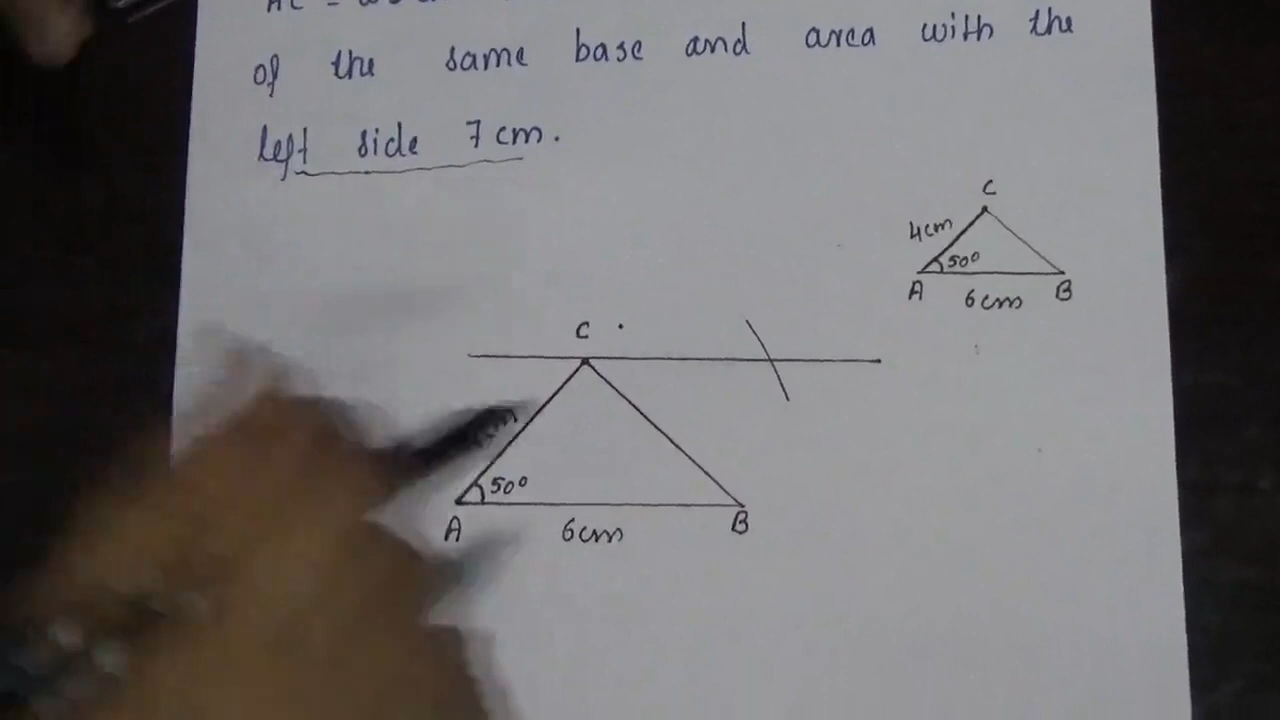 of the same base and area with the
left side 7 cm.
C
4cm
50°
A 6cm B
C
50°
A 6cm B